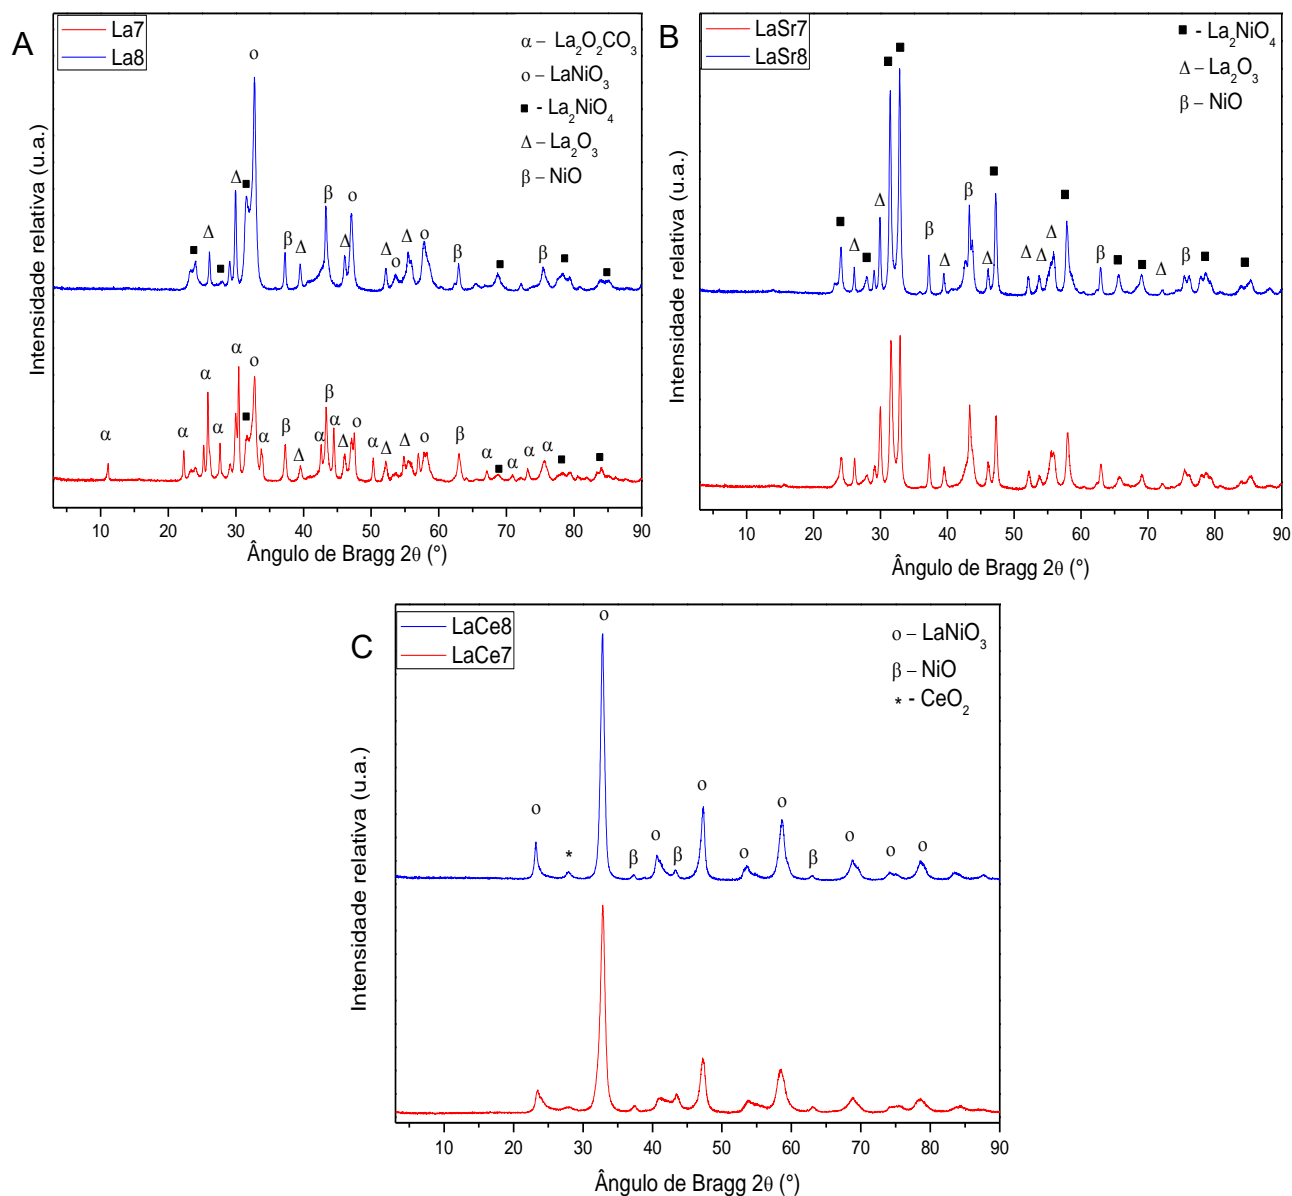 A
La7
La8
α – La₂O₂CO₃
o – LaNiO₃
■ - La₂NiO₄
Δ – La₂O₃
β – NiO
o
Δ
■
■
Δ
■
β
Δ
β
Δ
o
Δ
o
Δ
o
β
■
β
■
■
α
α
α
α
α
■
o
α
β
Δ
α
β
α
Δ
o
α
Δ
Δ
o
β
α
■
α
α
α
■
■
Intensidade relativa (u.a.)
10 20 30 40 50 60 70 80 90
Ângulo de Bragg 2θ (°)
B
LaSr7
LaSr8
■ - La₂NiO₄
Δ – La₂O₃
β – NiO
■
Δ
■
Δ
■
■
β
Δ
β
Δ
■
Δ
Δ
Δ
■
β
■
■
Δ
β
■
■
Intensidade relativa (u.a.)
10 20 30 40 50 60 70 80 90
Ângulo de Bragg 2θ (°)
C
LaCe8
LaCe7
o – LaNiO₃
β – NiO
* - CeO₂
o
*
o
β
o
β
o
o
o
β
o
o
o
Intensidade relativa (u.a.)
10 20 30 40 50 60 70 80 90
Ângulo de Bragg 2θ (°)